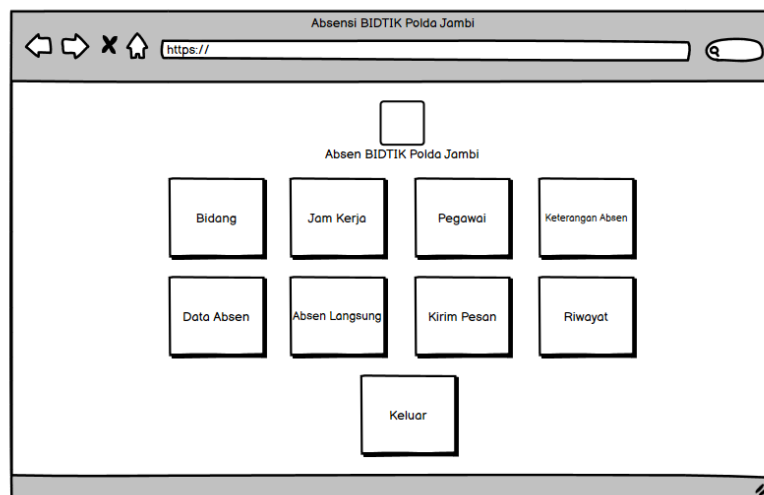 Absensi BIDTIK Polda Jambi
https://
Absen BIDTIK Polda Jambi
Bidang
Jam Kerja
Pegawai
Keterangan Absen
Data Absen
Absen Langsung
Kirim Pesan
Riwayat
Keluar